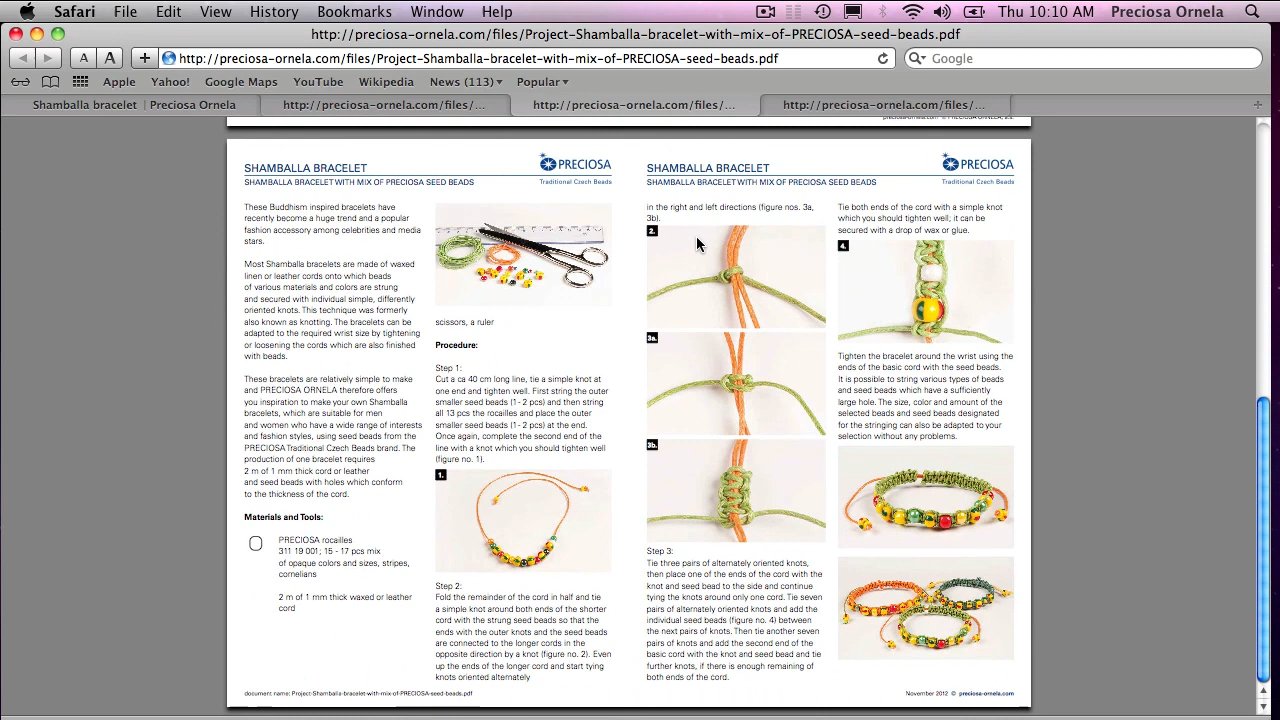 Safari File Edit View History Bookmarks Window Help
Thu 10:10 AM Preciosa Ornela
http://preciosa-ornela.com/files/Project-Shamballa-bracelet-with-mix-of-PRECIOSA-seed-beads.pdf
A A + http://preciosa-ornela.com/files/Project-Shamballa-bracelet-with-mix-of-PRECIOSA-seed-beads.pdf
Google
Apple Yahoo! Google Maps YouTube Wikipedia News (113) Popular
Shamballa bracelet | Preciosa Ornela
http://preciosa-ornela.com/files/...
http://preciosa-ornela.com/files/...
http://preciosa-ornela.com/files/...
SHAMBALLA BRACELET
PRECIOSA
SHAMBALLA BRACELET WITH MIX OF PRECIOSA SEED BEADS
Traditional Czech Beads
These Buddhism inspired bracelets have
recently become a huge trend and a popular
fashion accessory among celebrities and media
stars.
Most Shamballa bracelets are made of waxed
linen or leather cords onto which beads
of various materials and colors are strung
and secured with individual simple, differently
oriented knots. This technique was formerly
also known as knotting. The bracelets can be
adapted to the required wrist size by tightening
or loosening the cords which are also finished
with beads.
These bracelets are relatively simple to make
and PRECIOSA ORNELA therefore offers
you inspiration to make your own Shamballa
bracelets, which are suitable for men
and women who have a wide range of interests
and fashion styles, using seed beads from the
PRECIOSA Traditional Czech Beads brand. The
production of one bracelet requires
2 m of 1 mm thick cord or leather
and seed beads with holes which conform
to the thickness of the cord.
Materials and Tools:
PRECIOSA rocailles
311 19 001; 15 - 17 pcs mix
of opaque colors and sizes, stripes,
cornelians
2 m of 1 mm thick waxed or leather
cord
scissors, a ruler
Procedure:
Step 1:
Cut a ca 40 cm long line, tie a simple knot at
one end and tighten well. First string the outer
smaller seed beads (1 - 2 pcs) and then string
all 13 pcs the rocailles and place the outer
smaller seed beads (1 - 2 pcs) at the end.
Once again, complete the second end of the
line with a knot which you should tighten well
(figure no. 1).
1.
Step 2:
Fold the remainder of the cord in half and tie
a simple knot around both ends of the shorter
cord with the strung seed beads so that the
ends with the outer knots and the seed beads
are connected to the longer cords in the
opposite direction by a knot (figure no. 2). Even
up the ends of the longer cord and start tying
knots oriented alternately
document name: Project-Shamballa-bracelet-with-mix-of-PRECIOSA-seed-beads.pdf
SHAMBALLA BRACELET
PRECIOSA
SHAMBALLA BRACELET WITH MIX OF PRECIOSA SEED BEADS
Traditional Czech Beads
in the right and left directions (figure nos. 3a,
3b).
2.
3a.
3b.
Step 3:
Tie three pairs of alternately oriented knots,
then place one of the ends of the cord with the
knot and seed bead to the side and continue
tying the knots around only one cord. Tie seven
pairs of alternately oriented knots and add the
individual seed beads (figure no. 4) between
the next pairs of knots. Then tie another seven
pairs of knots and add the second end of the
basic cord with the knot and seed bead and tie
further knots, if there is enough remaining of
both ends of the cord.
Tie both ends of the cord with a simple knot
which you should tighten well; it can be
secured with a drop of wax or glue.
4.
Tighten the bracelet around the wrist using the
ends of the basic cord with the seed beads.
It is possible to string various types of beads
and seed beads which have a sufficiently
large hole. The size, color and amount of the
selected beads and seed beads designated
for the stringing can also be adapted to your
selection without any problems.
November 2012 © preciosa-ornela.com